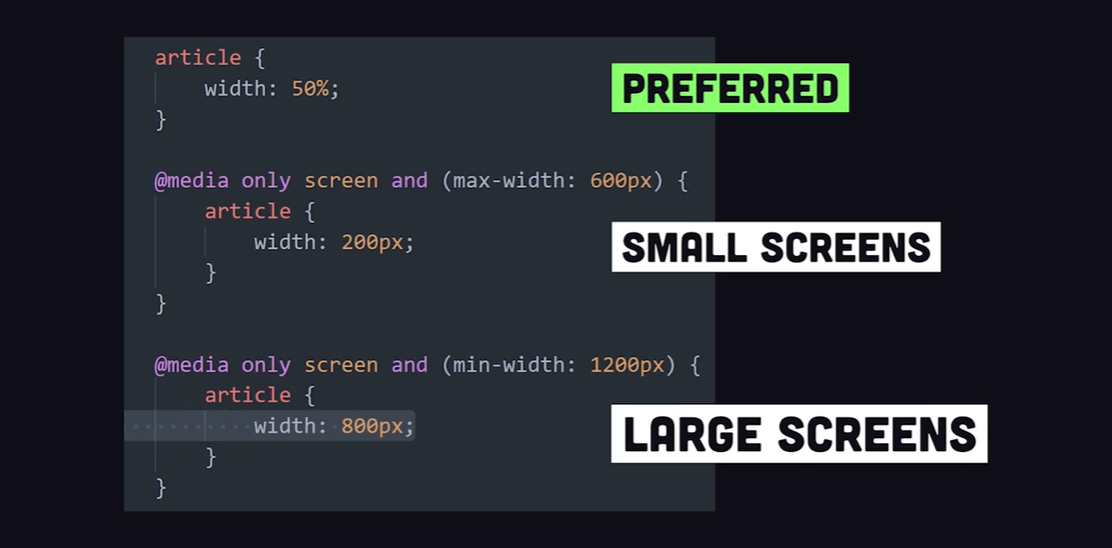 article {
    width: 50%;
}
PREFERRED
@media only screen and (max-width: 600px) {
    article {
        width: 200px;
    }
}
SMALL SCREENS
@media only screen and (min-width: 1200px) {
    article {
        width: 800px;
    }
}
LARGE SCREENS